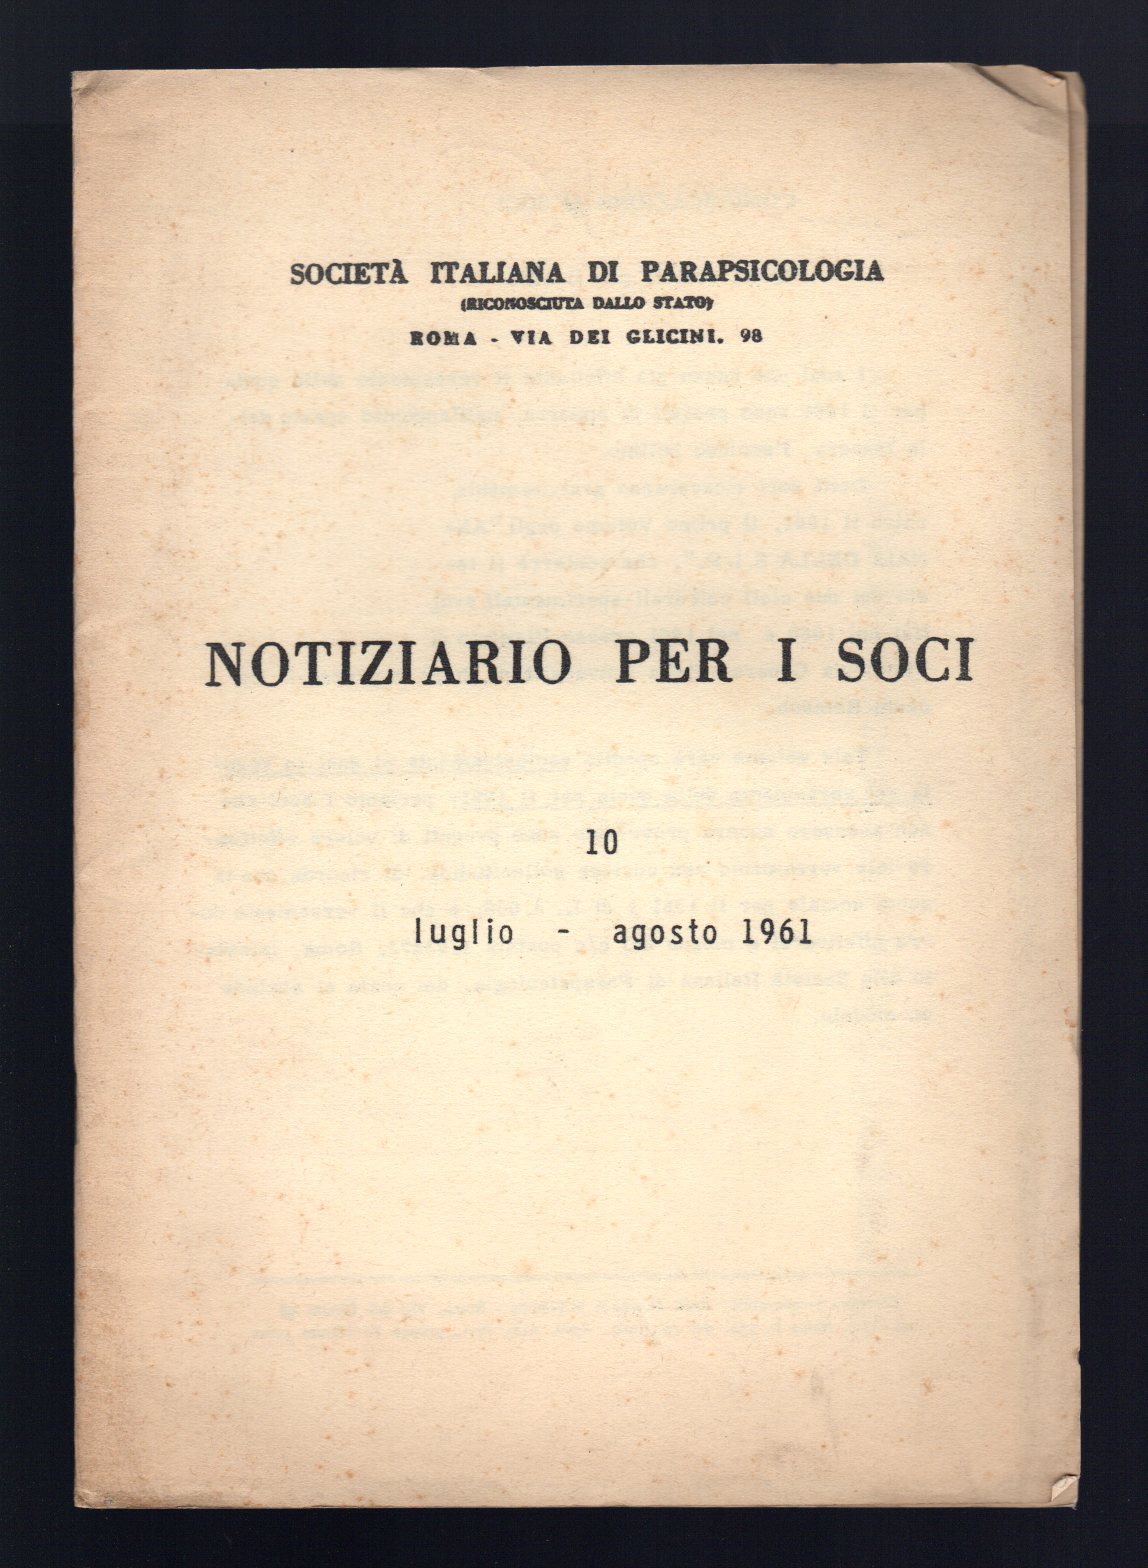 SOCIETÀ ITALIANA DI PARAPSICOLOGIA
(RICONOSCIUTA DALLO STATO)
ROMA - VIA DEI GLICINI. 98
NOTIZIARIO PER I SOCI
10
luglio - agosto 1961